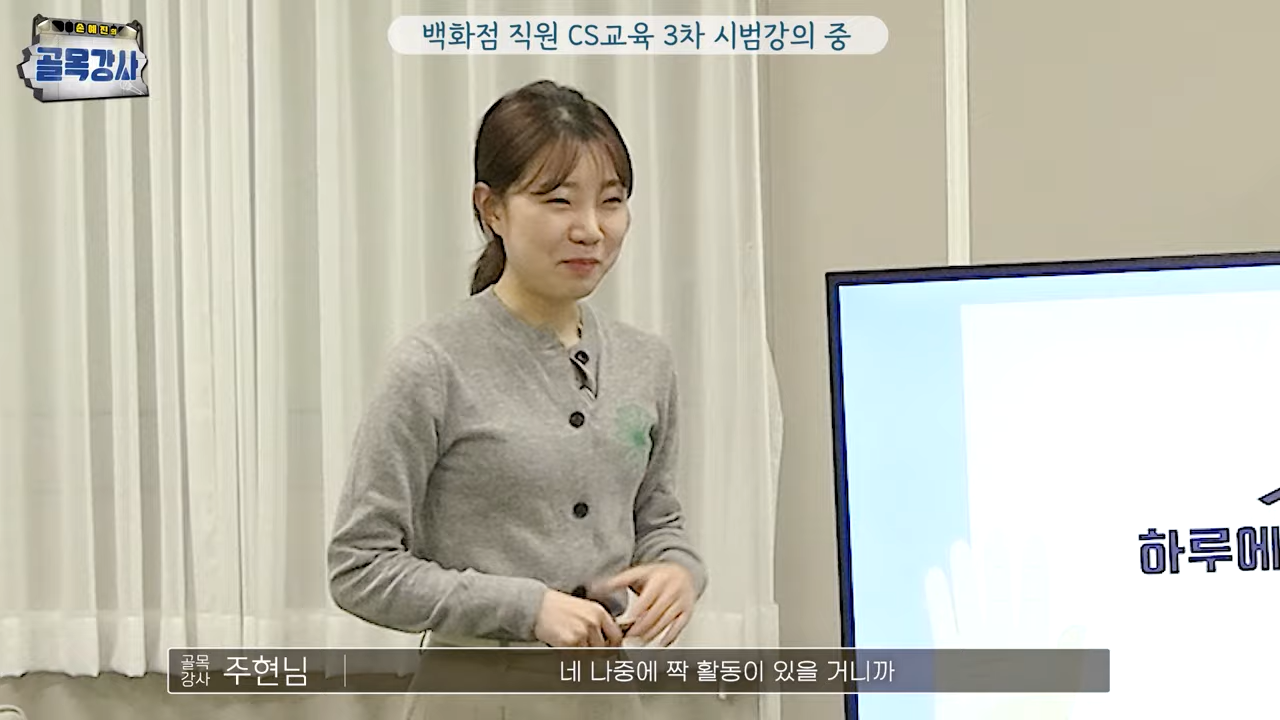 손예진의
골목강사
백화점 직원 CS교육 3차 시범강의 중
하루에
골목
강사
주현님
네 나중에 짝 활동이 있을 거니까